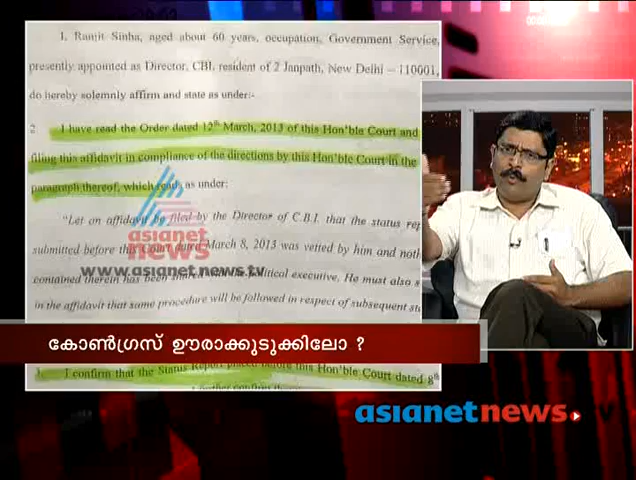 1, Ranjit Sinha, aged about 60 years, occupation, Government Service,
presently appointed as Director, CBI, resident of 2 Janpath, New Delhi – 110001,
do hereby solemnly affirm and state as under:-
2. I have read the Order dated 12th March, 2013 of this Hon'ble Court and
filing this affidavit in compliance of the directions by this Hon'ble Court in the
paragraph thereof, which read, as under:
"Let an affidavit be filed by the Director of C.B.I. that the status rep
submitted before this Court dated March 8, 2013 was vetted by him and noth
contained therein has been shared political executive. He must also s
in the affidavit that same procedure will be followed in respect of subsequent sta
asianet
news
www.asianetnews.tv
കോൺഗ്രസ് ഊരാക്കുടുക്കിലോ ?
3. I confirm that the Status Report placed before this Hon'ble Court dated 8th
asianetnews